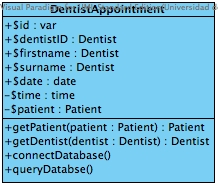 DentistAppointment
+$id : var
+$dentistID : Dentist
+$firstname : Dentist
+$surname : Dentist
+$date : date
-$time : time
-$patient : Patient
+getPatient(patient : Patient) : Patient
+getDentist(dentist : Dentist) : Dentist
+connectDatabase()
+queryDatabse()